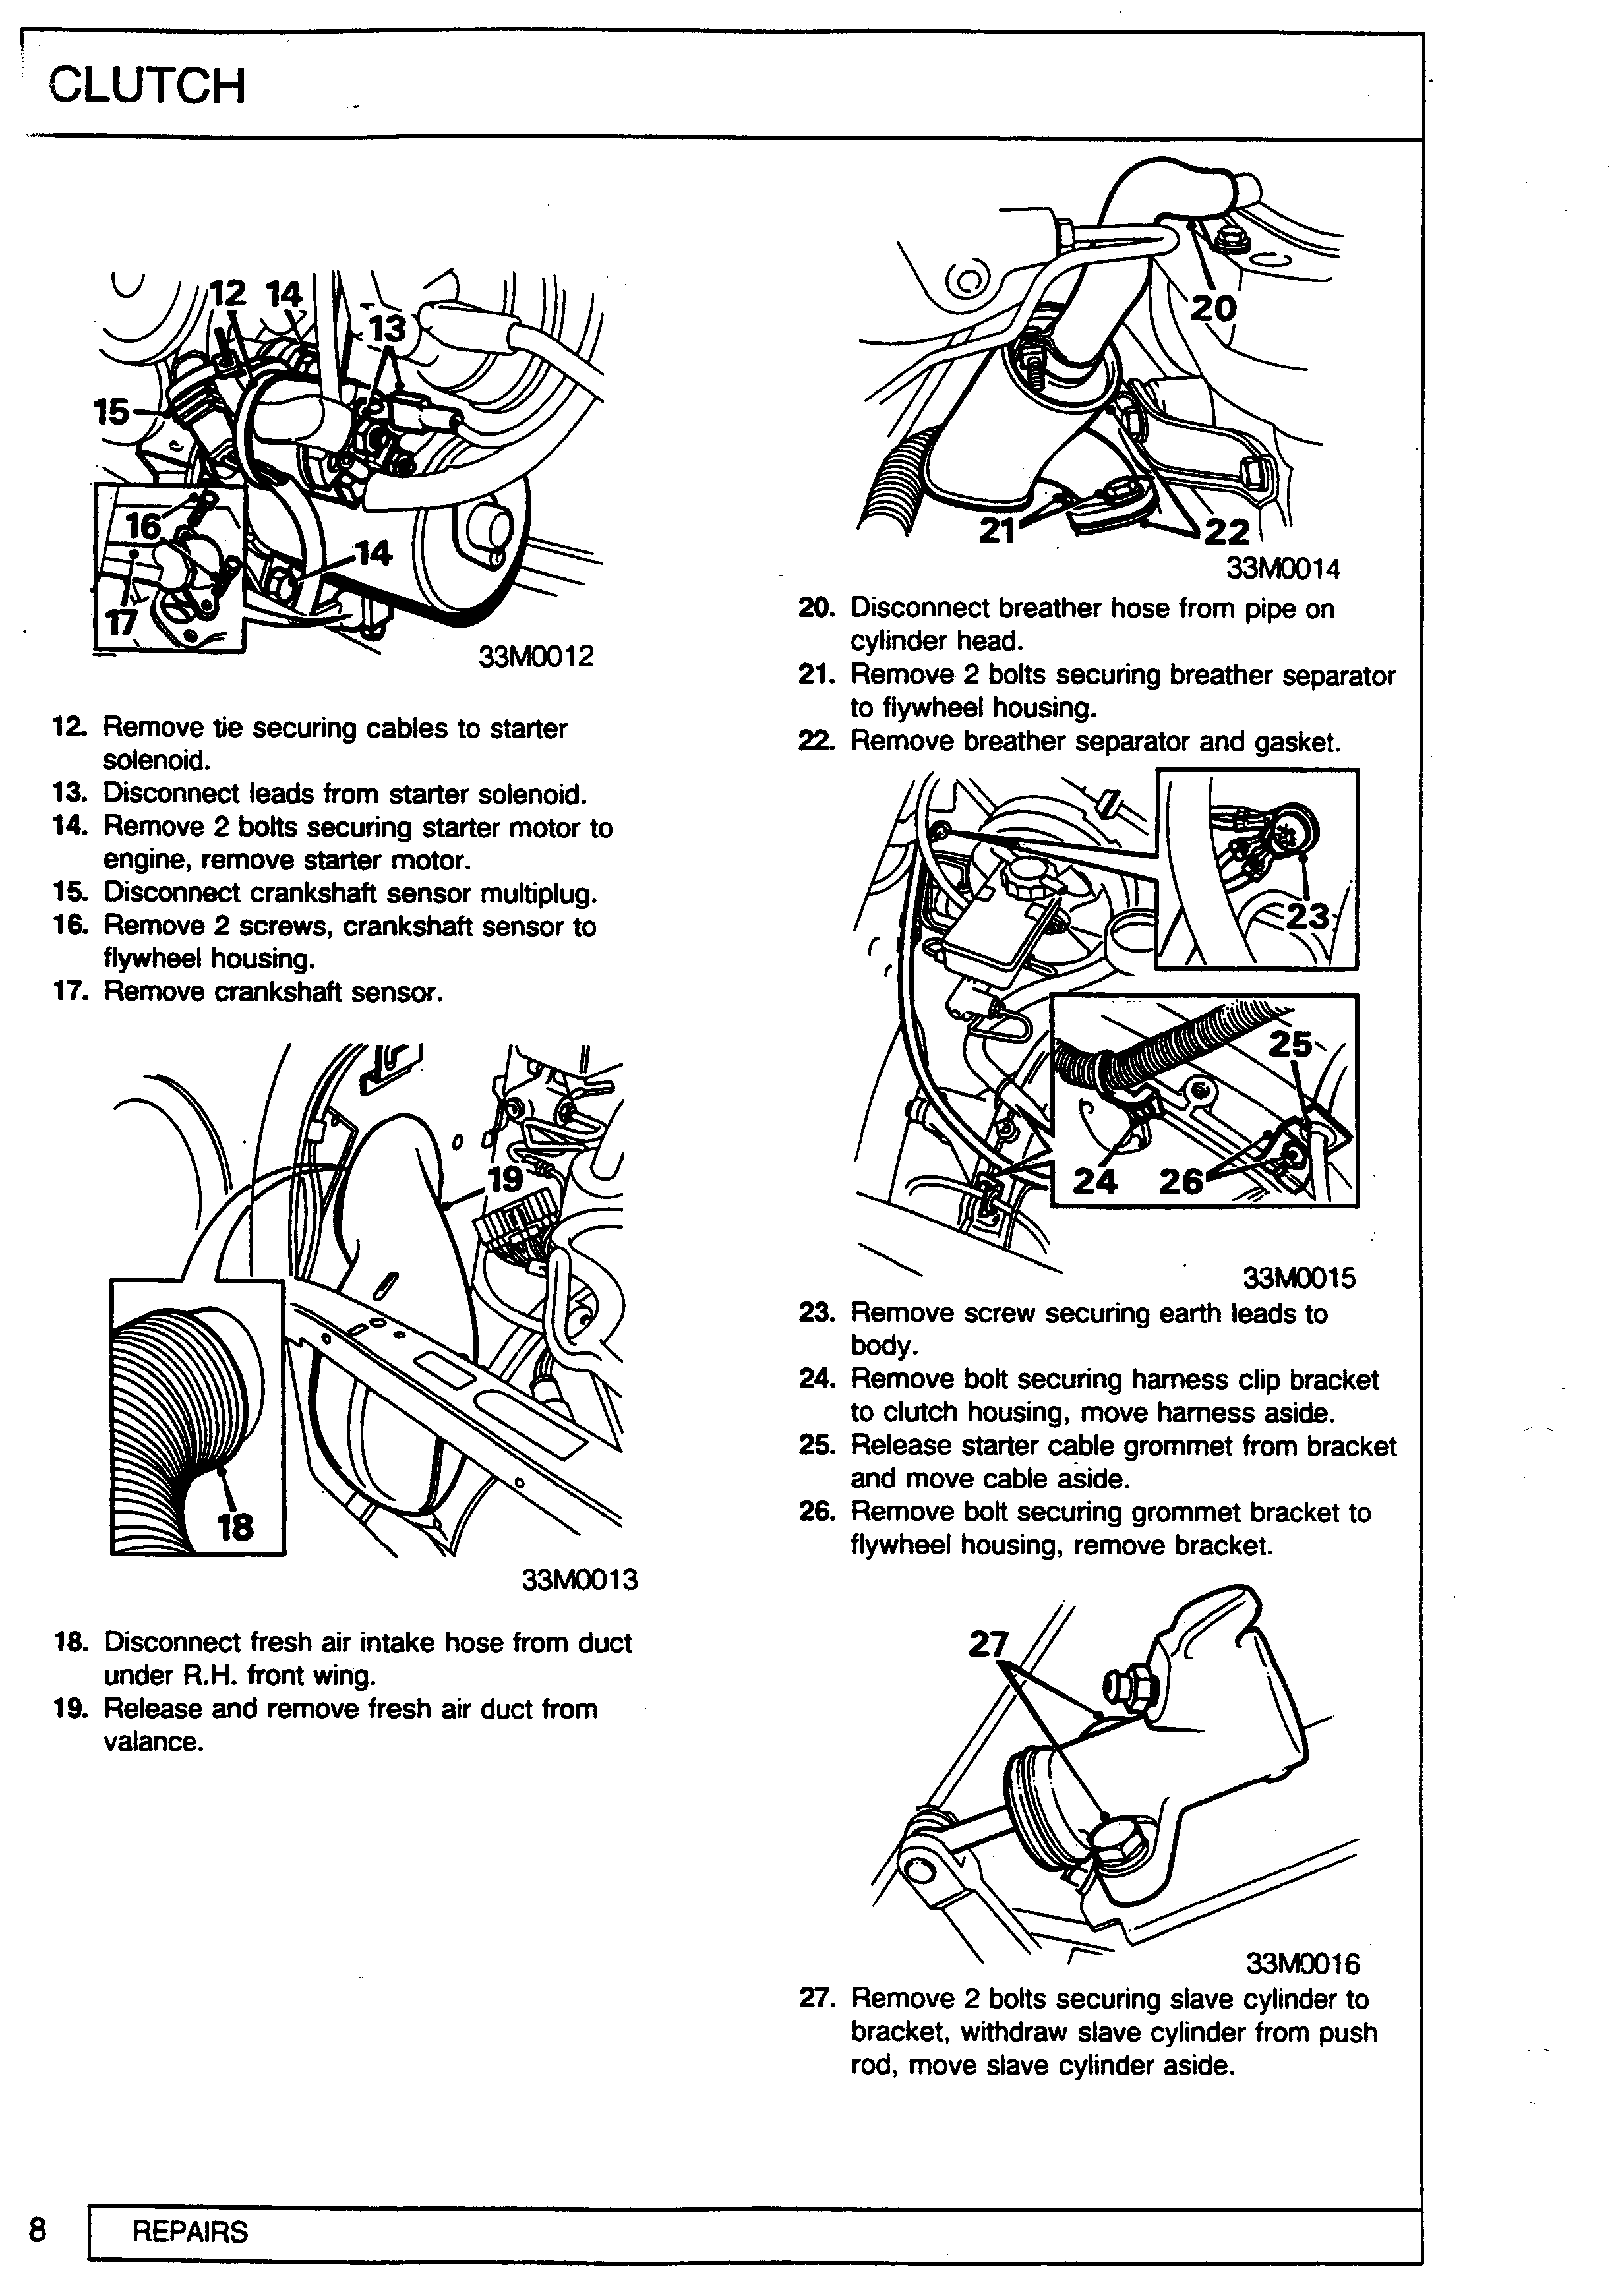 CLUTCH
12 14
13
15
16
14
17
33M0012
12. Remove tie securing cables to starter
solenoid.
13. Disconnect leads from starter solenoid.
14. Remove 2 bolts securing starter motor to
engine, remove starter motor.
15. Disconnect crankshaft sensor multiplug.
16. Remove 2 screws, crankshaft sensor to
flywheel housing.
17. Remove crankshaft sensor.
19
18
33M0013
18. Disconnect fresh air intake hose from duct
under R.H. front wing.
19. Release and remove fresh air duct from
valance.
20
21 22
33M0014
20. Disconnect breather hose from pipe on
cylinder head.
21. Remove 2 bolts securing breather separator
to flywheel housing.
22. Remove breather separator and gasket.
23
25
24 26
33M0015
23. Remove screw securing earth leads to
body.
24. Remove bolt securing harness clip bracket
to clutch housing, move harness aside.
25. Release starter cable grommet from bracket
and move cable aside.
26. Remove bolt securing grommet bracket to
flywheel housing, remove bracket.
27
33M0016
27. Remove 2 bolts securing slave cylinder to
bracket, withdraw slave cylinder from push
rod, move slave cylinder aside.
8 REPAIRS